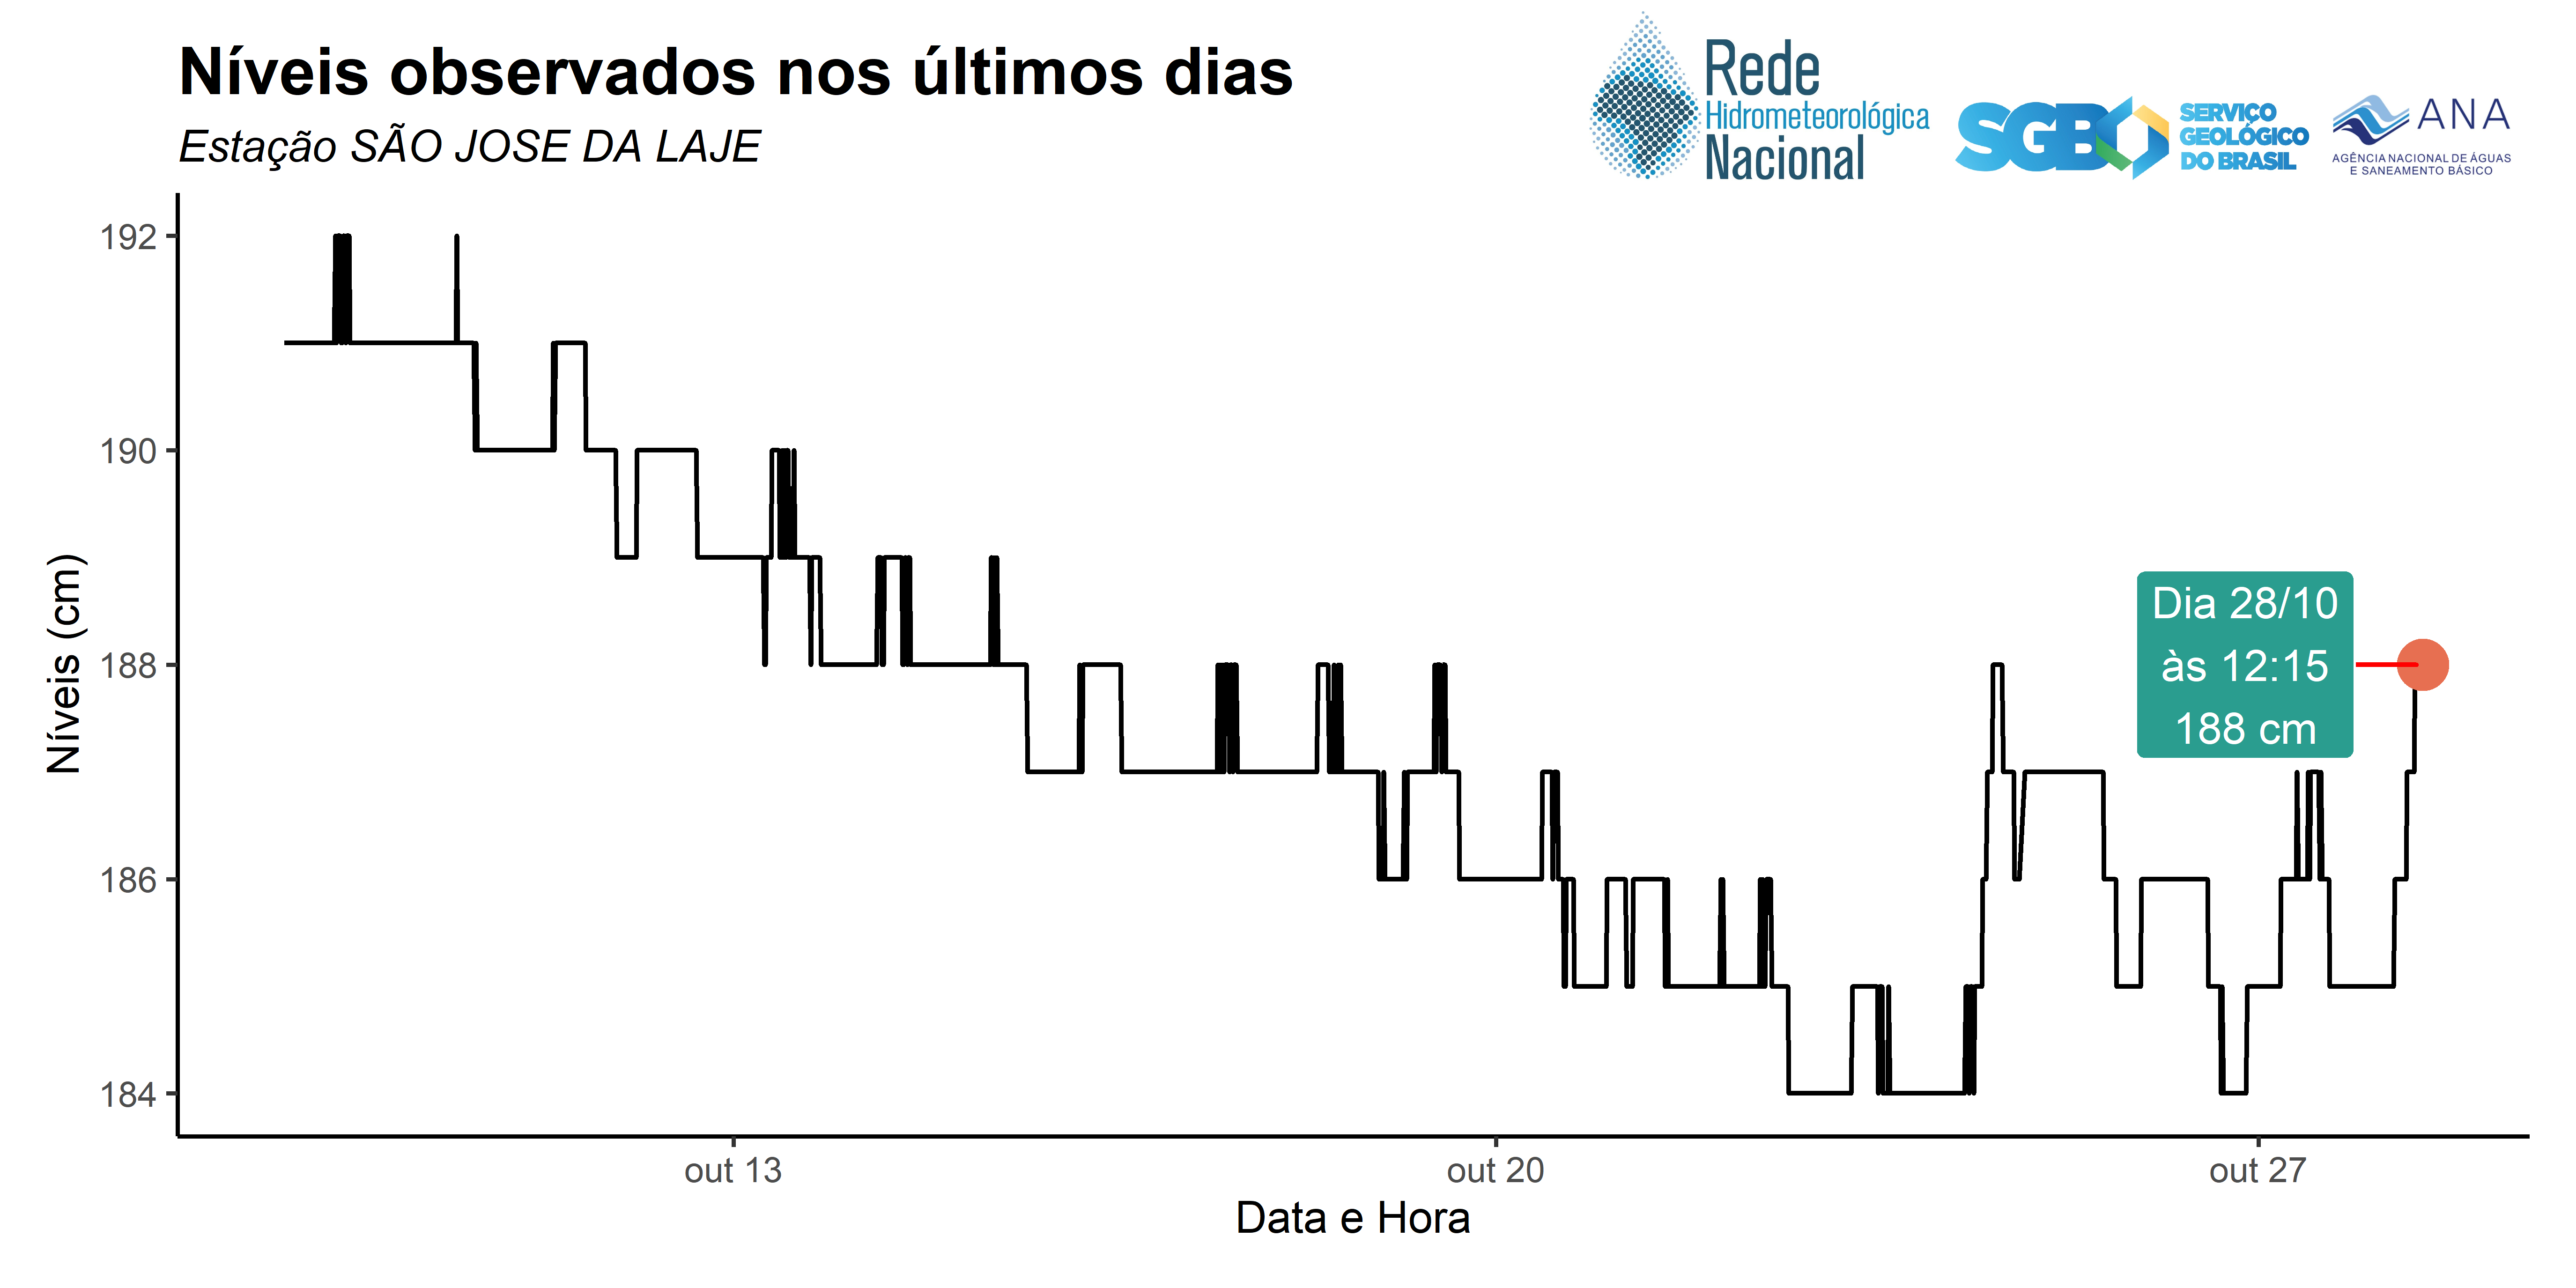 Níveis observados nos últimos dias
Estação SÃO JOSE DA LAJE
Rede
Hidrometeorológica
Nacional
SGB
SERVIÇO
GEOLÓGICO
DO BRASIL
ANA
AGÊNCIA NACIONAL DE ÁGUAS
E SANEAMENTO BÁSICO
Níveis (cm)
192
190
188
186
184
Dia 28/10
às 12:15
188 cm
out 13
out 20
out 27
Data e Hora